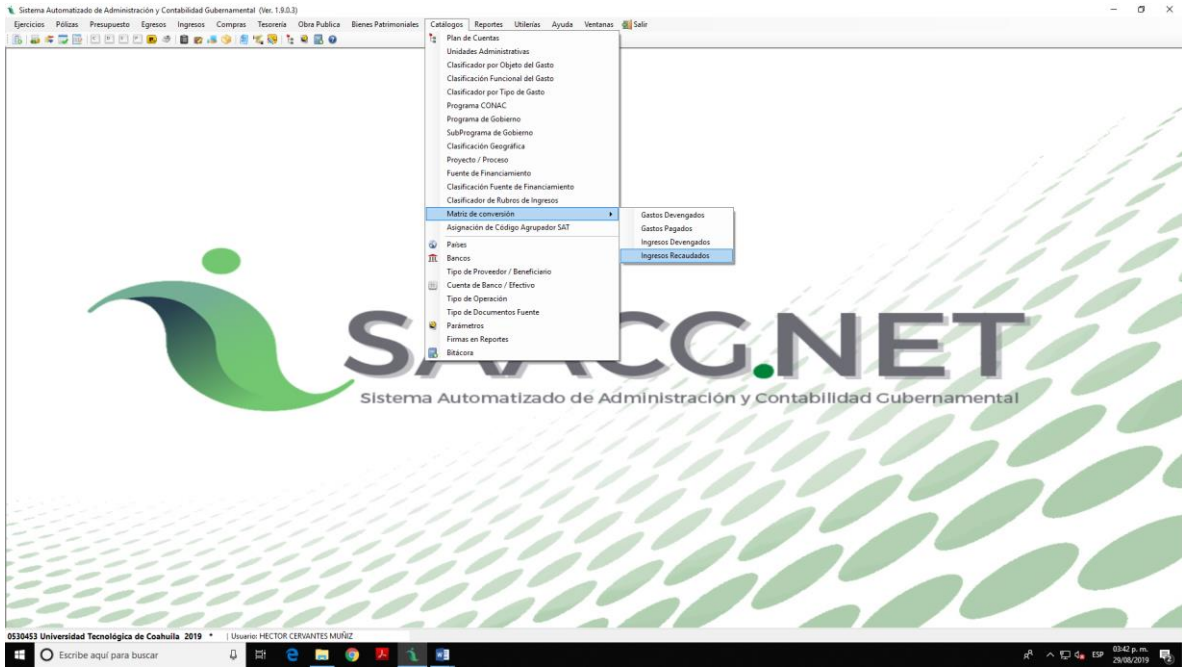 Sistema Automatizado de Administración y Contabilidad Gubernamental (Ver. 1.9.0.3)
Ejercicios Pólizas Presupuesto Egresos Ingresos Compras Tesorería Obra Publica Bienes Patrimoniales Catálogos Reportes Utilerías Ayuda Ventanas Salir
Plan de Cuentas
Unidades Administrativas
Clasificador por Objeto del Gasto
Clasificación Funcional del Gasto
Clasificador por Tipo de Gasto
Programa CONAC
Programa de Gobierno
SubPrograma de Gobierno
Clasificación Geográfica
Proyecto / Proceso
Fuente de Financiamiento
Clasificación Fuente de Financiamiento
Clasificador de Rubros de Ingresos
Matriz de conversión
Asignación de Código Agrupador SAT
Países
Bancos
Tipo de Proveedor / Beneficiario
Cuenta de Banco / Efectivo
Tipo de Operación
Tipo de Documentos Fuente
Parámetros
Firmas en Reportes
Bitácora
Gastos Devengados
Gastos Pagados
Ingresos Devengados
Ingresos Recaudados
SAACG.NET
Sistema Automatizado de Administración y Contabilidad Gubernamental
0530453 Universidad Tecnológica de Coahuila 2019 * | Usuario: HECTOR CERVANTES MUÑIZ
Escribe aquí para buscar
ESP
03:42 p. m.
29/08/2019